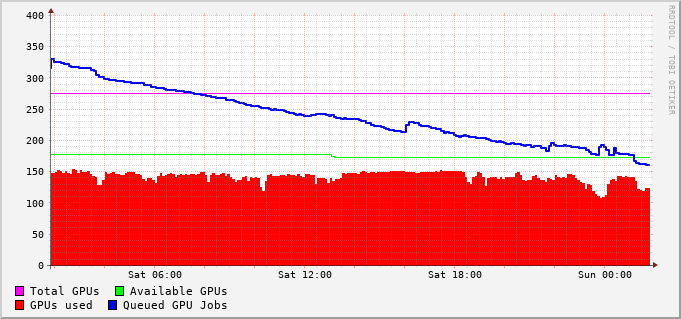 400
350
300
250
200
150
100
50
0
Sat 06:00 Sat 12:00 Sat 18:00 Sun 00:00
Total GPUs Available GPUs
GPUs used Queued GPU Jobs
RRDTOOL / TOBI OETIKER